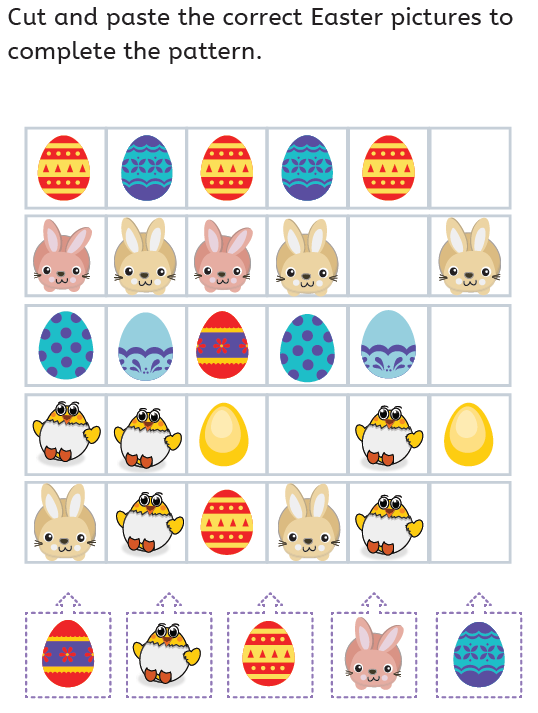 Cut and paste the correct Easter pictures to
complete the pattern.